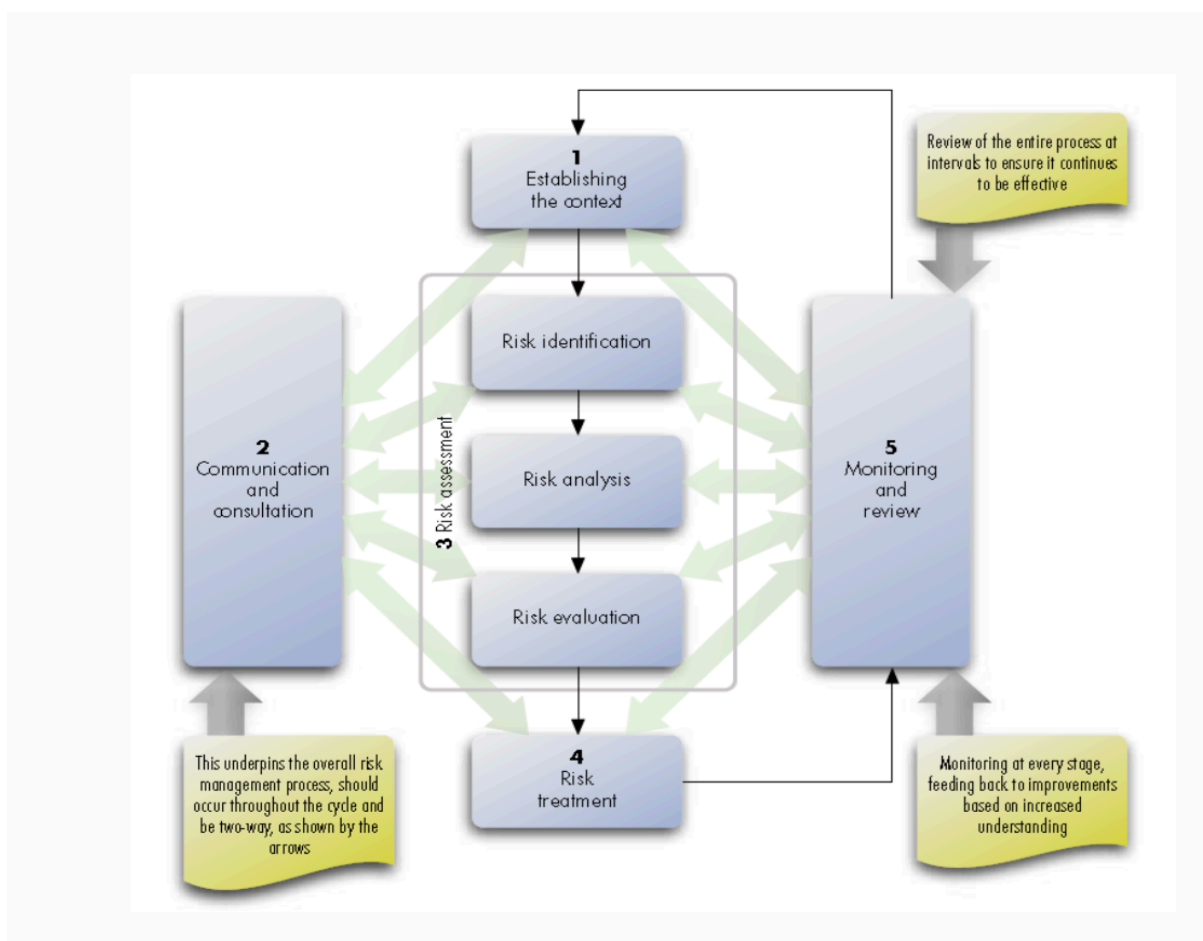 1
Establishing
the context
Review of the entire process at
intervals to ensure it continues
to be effective
Risk identification
2
Communication
and
consultation
3 Risk assessment
Risk analysis
5
Monitoring
and
review
Risk evaluation
4
Risk
treatment
This underpins the overall risk
management process, should
occur throughout the cycle and
be two-way, as shown by the
arrows
Monitoring at every stage,
feeding back to improvements
based on increased
understanding